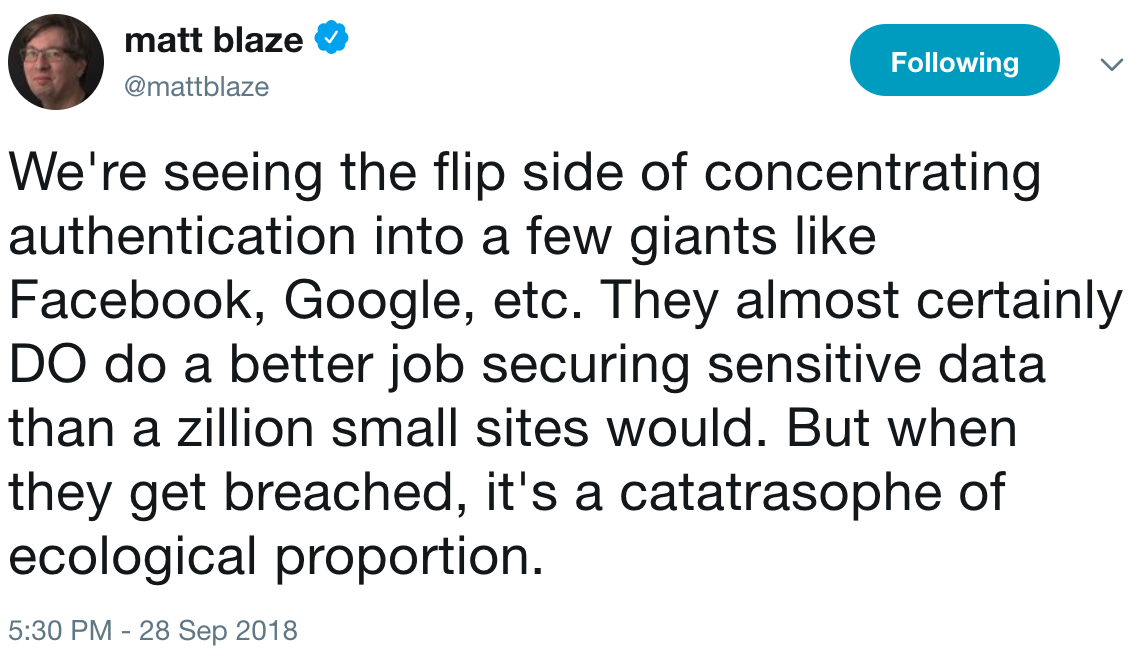 matt blaze
@mattblaze
Following
We're seeing the flip side of concentrating
authentication into a few giants like
Facebook, Google, etc. They almost certainly
DO do a better job securing sensitive data
than a zillion small sites would. But when
they get breached, it's a catatrasophe of
ecological proportion.
5:30 PM - 28 Sep 2018